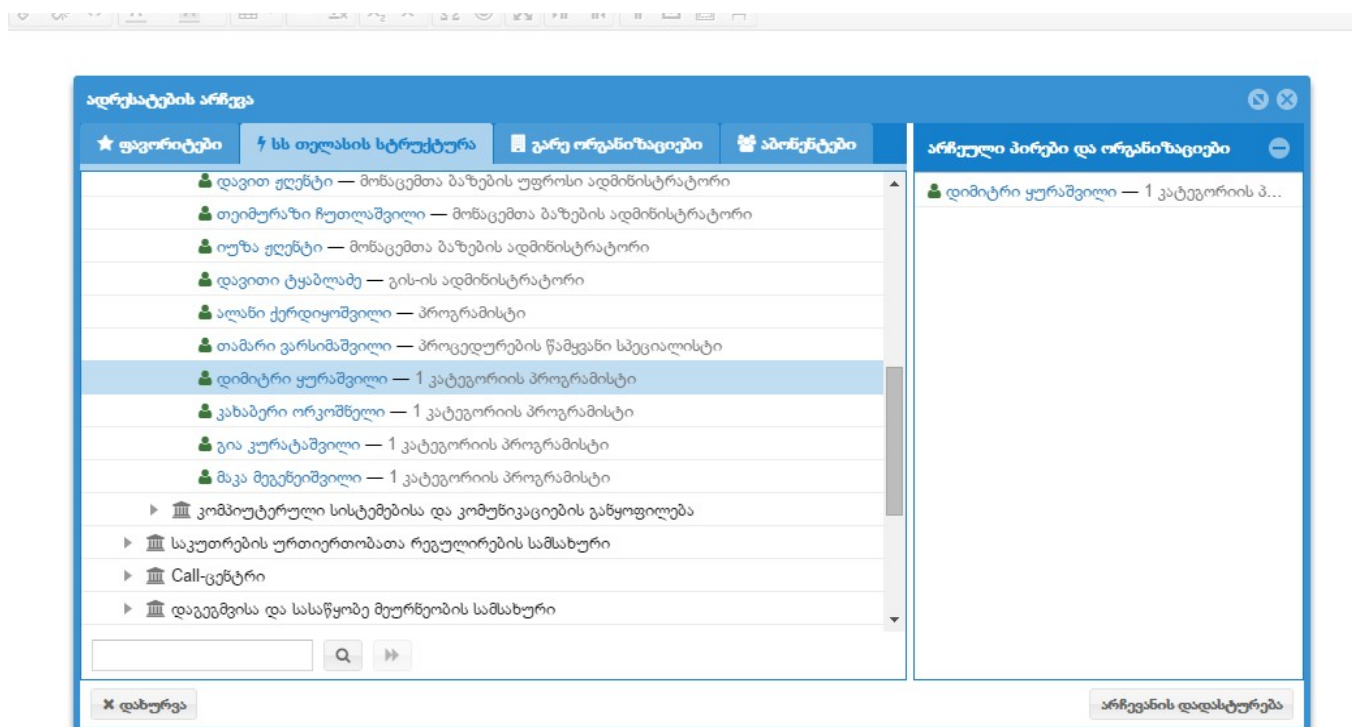 ადრესატების არჩევა
ფავორიტები
სს თელასის სტრუქტურა
გარე ორგანიზაციები
აბონენტები
არჩეული პირები და ორგანიზაციები
დავით ჟღენტი — მონაცემთა ბაზების უფროსი ადმინისტრატორი
თეიმურაზი ჩუთლაშვილი — მონაცემთა ბაზების ადმინისტრატორი
იუზა ჟღენტი — მონაცემთა ბაზების ადმინისტრატორი
დავითი ტყაბლაძე — გის-ის ადმინისტრატორი
ალანი ქერდიყოშვილი — პროგრამისტი
თამარი ვარსიმაშვილი — პროცედურების წამყვანი სპეციალისტი
დიმიტრი ყურაშვილი — 1 კატეგორიის პროგრამისტი
კახაბერი ორკოშნელი — 1 კატეგორიის პროგრამისტი
გია კურატაშვილი — 1 კატეგორიის პროგრამისტი
მაკა მეგენეიშვილი — 1 კატეგორიის პროგრამისტი
კომპიუტერული სისტემებისა და კომუნიკაციების განყოფილება
საკუთრების ურთიერთობათა რეგულირების სამსახური
Call-ცენტრი
დაგეგმვისა და სასაწყობე მეურნეობის სამსახური
დიმიტრი ყურაშვილი — 1 კატეგორიის პ...
დახურვა
არჩევანის დადასტურება